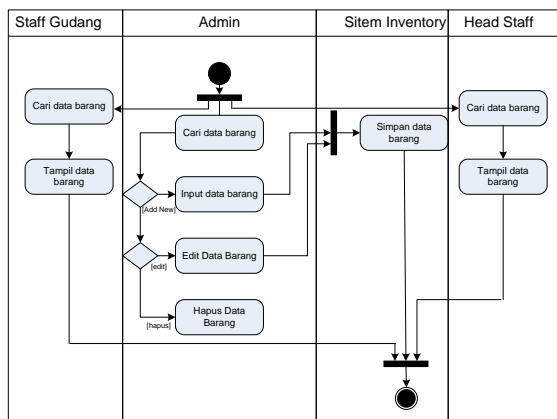 Staff Gudang
Admin
Sitem Inventory
Head Staff
Cari data barang
Cari data barang
Simpan data
barang
Cari data barang
Tampil data
barang
Input data barang
[Add New]
Tampil data
barang
Edit Data Barang
[edit]
Hapus Data
Barang
[hapus]